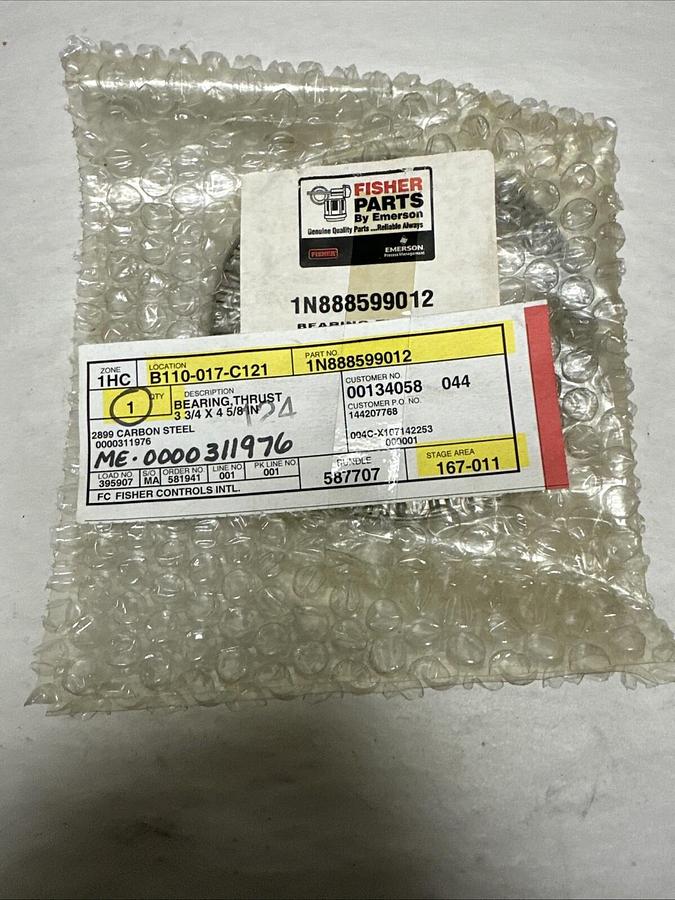 FISHER
PARTS
By Emerson
Genuine Quality Parts ....Reliable Always
FISHER
EMERSON
Process Management
1N888599012
BEARING
ZONE
1HC
LOCATION
B110-017-C121
PART NO.
1N888599012
1
QTY
DESCRIPTION
BEARING,THRUST
3 3/4 X 4 5/8 IN
124
CUSTOMER NO.
00134058 044
CUSTOMER P.O. NO.
144207768
2899 CARBON STEEL
0000311976
ME-0000311976
004C-X107142253
000001
LOAD NO
395907
S/O
MA
ORDER NO
581941
LINE NO
001
PK LINE NO
001
BUNDLE
587707
STAGE AREA
167-011
FC FISHER CONTROLS INTL.